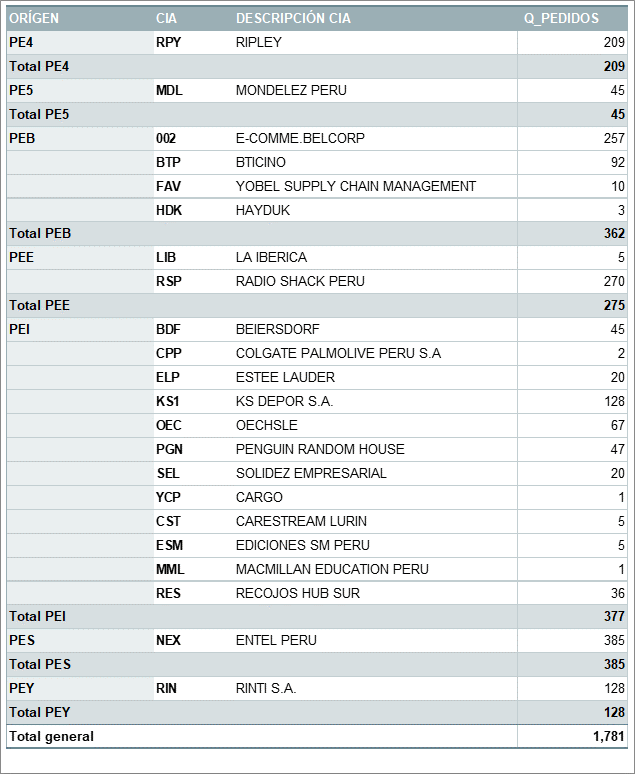 ORÍGEN CIA DESCRIPCIÓN CIA Q_PEDIDOS
PE4 RPY RIPLEY 209
Total PE4 209
PE5 MDL MONDELEZ PERU 45
Total PE5 45
PEB 002 E-COMME.BELCORP 257
BTP BTICINO 92
FAV YOBEL SUPPLY CHAIN MANAGEMENT 10
HDK HAYDUK 3
Total PEB 362
PEE LIB LA IBERICA 5
RSP RADIO SHACK PERU 270
Total PEE 275
PEI BDF BEIERSDORF 45
CPP COLGATE PALMOLIVE PERU S.A 2
ELP ESTEE LAUDER 20
KS1 KS DEPOR S.A. 128
OEC OECHSLE 67
PGN PENGUIN RANDOM HOUSE 47
SEL SOLIDEZ EMPRESARIAL 20
YCP CARGO 1
CST CARESTREAM LURIN 5
ESM EDICIONES SM PERU 5
MML MACMILLAN EDUCATION PERU 1
RES RECOJOS HUB SUR 36
Total PEI 377
PES NEX ENTEL PERU 385
Total PES 385
PEY RIN RINTI S.A. 128
Total PEY 128
Total general 1,781